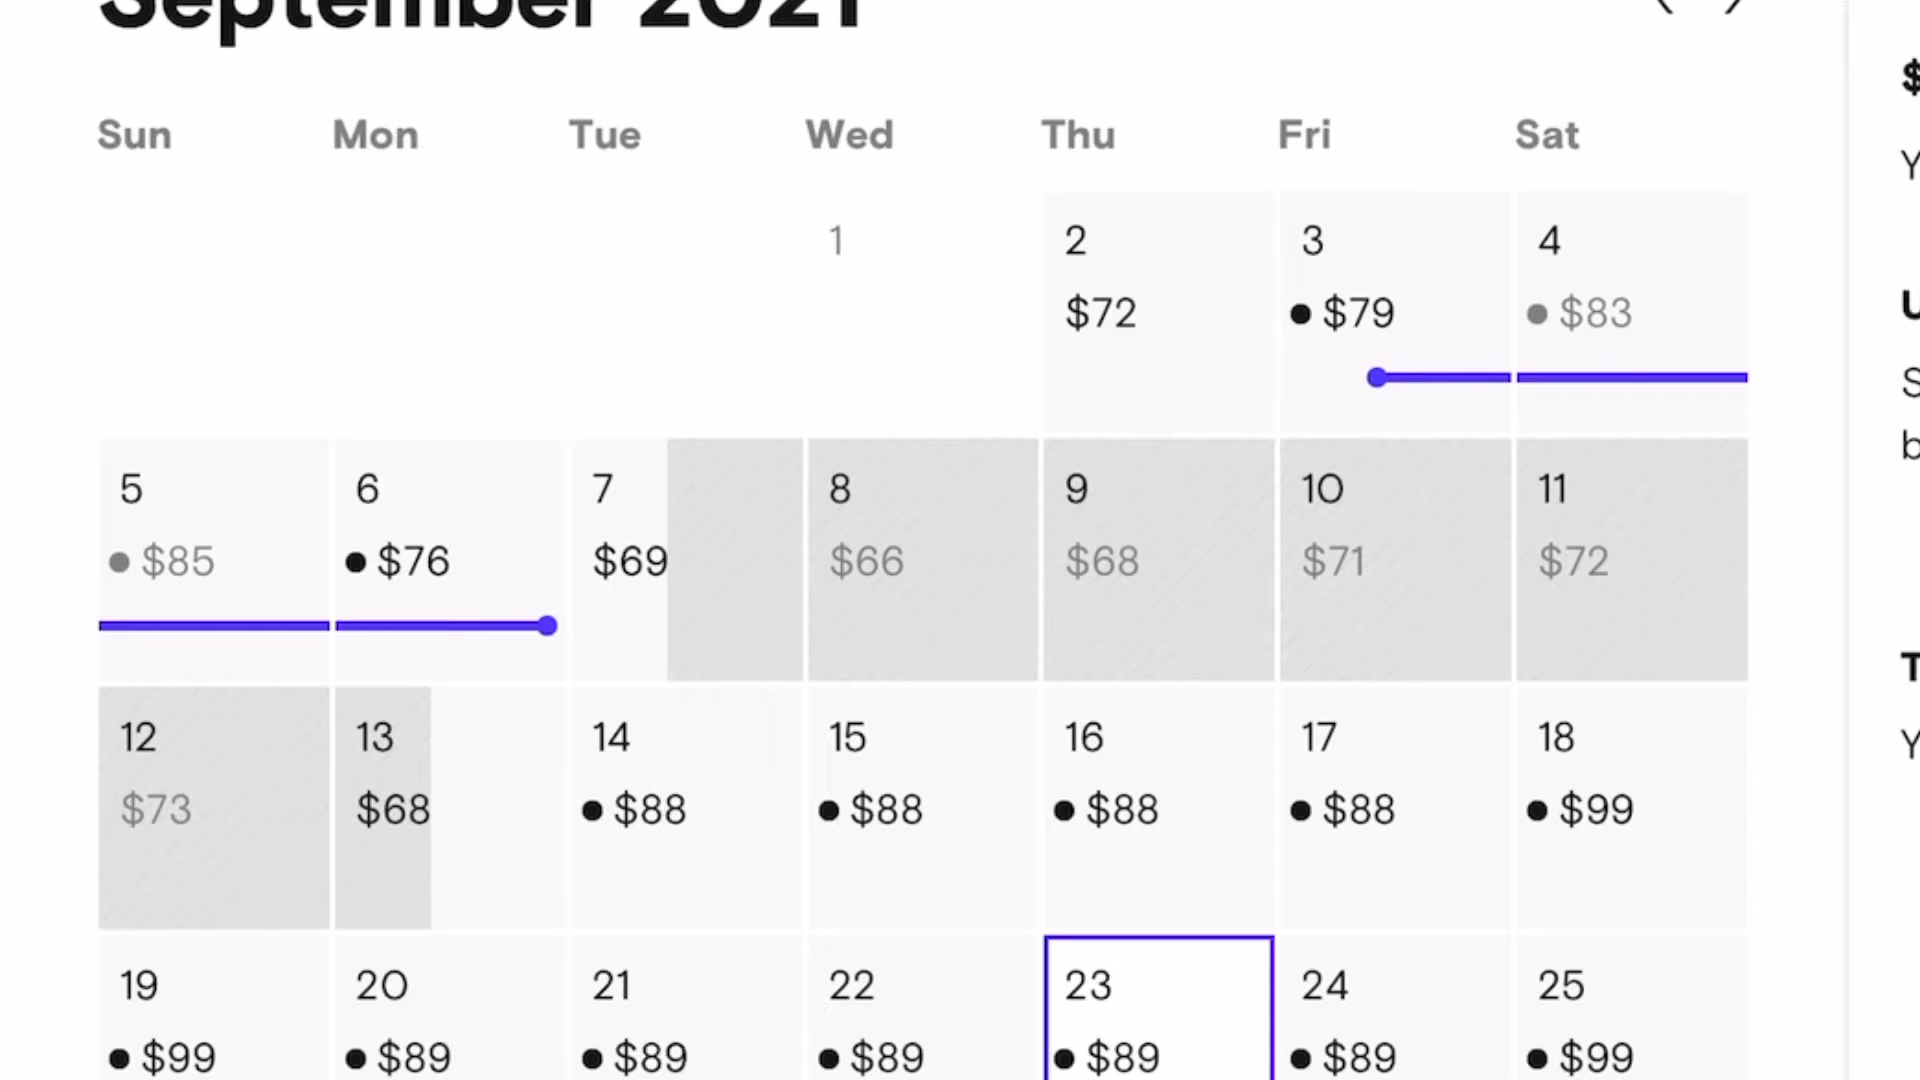 September 2021
Sun Mon Tue Wed Thu Fri Sat
1 2 3 4
$72 $79 $83
5 6 7 8 9 10 11
$85 $76 $69 $66 $68 $71 $72
12 13 14 15 16 17 18
$73 $68 $88 $88 $88 $88 $99
19 20 21 22 23 24 25
$99 $89 $89 $89 $89 $89 $99
$
Y
U
S
b
T
Y